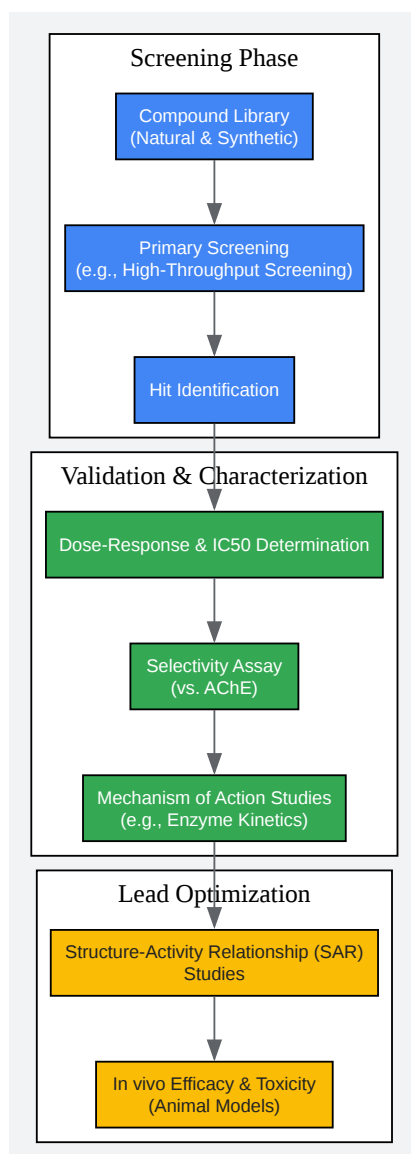 Screening Phase
Compound Library
(Natural & Synthetic)
Primary Screening
(e.g., High-Throughput Screening)
Hit Identification
Validation & Characterization
Dose-Response & IC50 Determination
Selectivity Assay
(vs. AChE)
Mechanism of Action Studies
(e.g., Enzyme Kinetics)
Lead Optimization
Structure-Activity Relationship (SAR)
Studies
In vivo Efficacy & Toxicity
(Animal Models)